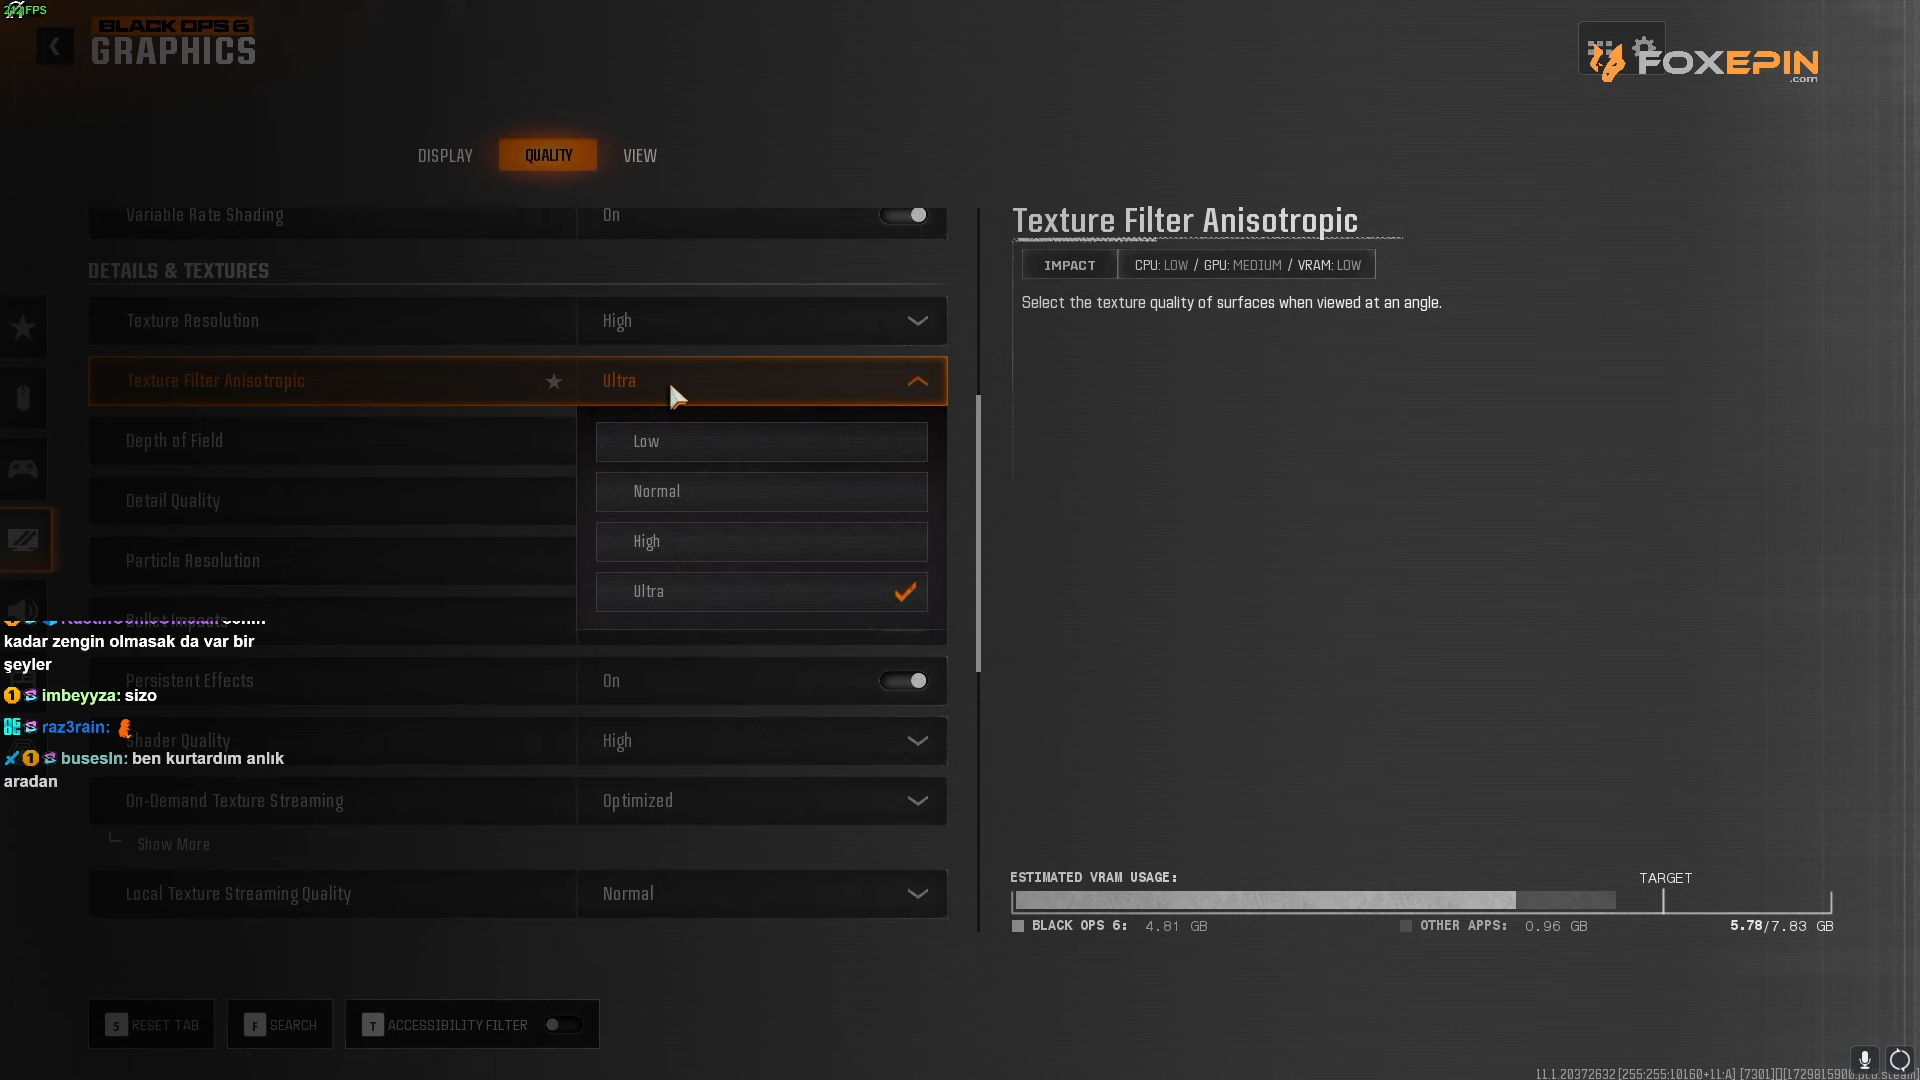 FPS
BLACK OPS 6
GRAPHICS
FOXEPIN
.com
DISPLAY
QUALITY
VIEW
Variable Rate Shading
On
DETAILS & TEXTURES
Texture Resolution
High
Texture Filter Anisotropic
Ultra
Low
Normal
High
Ultra
Depth of Field
Detail Quality
Particle Resolution
Bullet Impacts
kadar zengin olmasak da var bir
şeyler
imbeyyza: sizo
raz3rain:
busesln: ben kurtardım anlık
aradan
Persistent Effects
On
Shader Quality
High
On-Demand Texture Streaming
Optimized
Show More
Local Texture Streaming Quality
Normal
S RESET TAB
F SEARCH
T ACCESSIBILITY FILTER
Texture Filter Anisotropic
IMPACT
CPU: LOW / GPU: MEDIUM / VRAM: LOW
Select the texture quality of surfaces when viewed at an angle.
ESTIMATED VRAM USAGE:
TARGET
BLACK OPS 6: 4.81 GB
OTHER APPS: 0.96 GB
5.78/7.83 GB